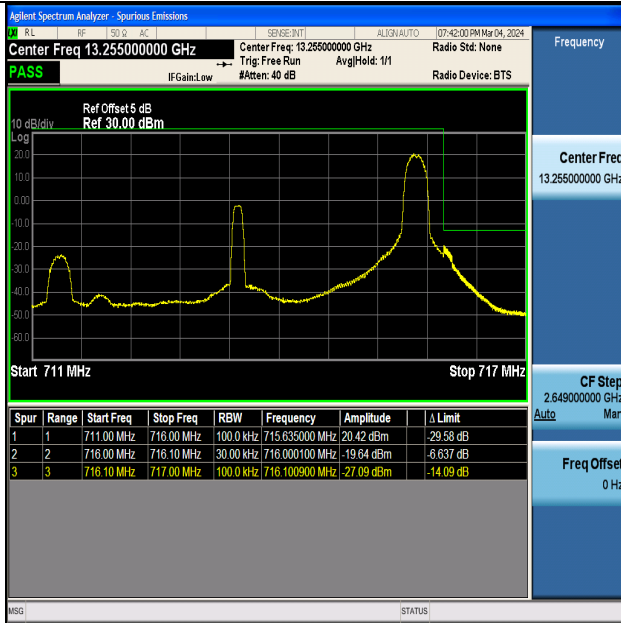 Agilent Spectrum Analyzer - Spurious Emissions
RL RF 50 Ω AC SENSE:INT ALIGN AUTO 07:42:00 PM Mar 04, 2024
Center Freq 13.255000000 GHz
Center Freq: 13.255000000 GHz
Radio Std: None
Trig: Free Run Avg|Hold: 1/1
PASS
IFGain:Low
#Atten: 40 dB
Radio Device: BTS
Frequency
Ref Offset 5 dB
10 dB/div Ref 30.00 dBm
Log
20.0
10.0
0.00
-10.0
-20.0
-30.0
-40.0
-50.0
-60.0
Start 711 MHz
Stop 717 MHz
Center Freq
13.255000000 GHz
CF Step
2.649000000 GHz
Auto Man
Freq Offset
0 Hz
Spur Range Start Freq Stop Freq RBW Frequency Amplitude Δ Limit
1 1 711.00 MHz 716.00 MHz 100.0 kHz 715.635000 MHz 20.42 dBm -29.58 dB
2 2 716.00 MHz 716.10 MHz 30.00 kHz 716.000100 MHz -19.64 dBm -6.637 dB
3 3 716.10 MHz 717.00 MHz 100.0 kHz 716.100900 MHz -27.09 dBm -14.09 dB
MSG
STATUS